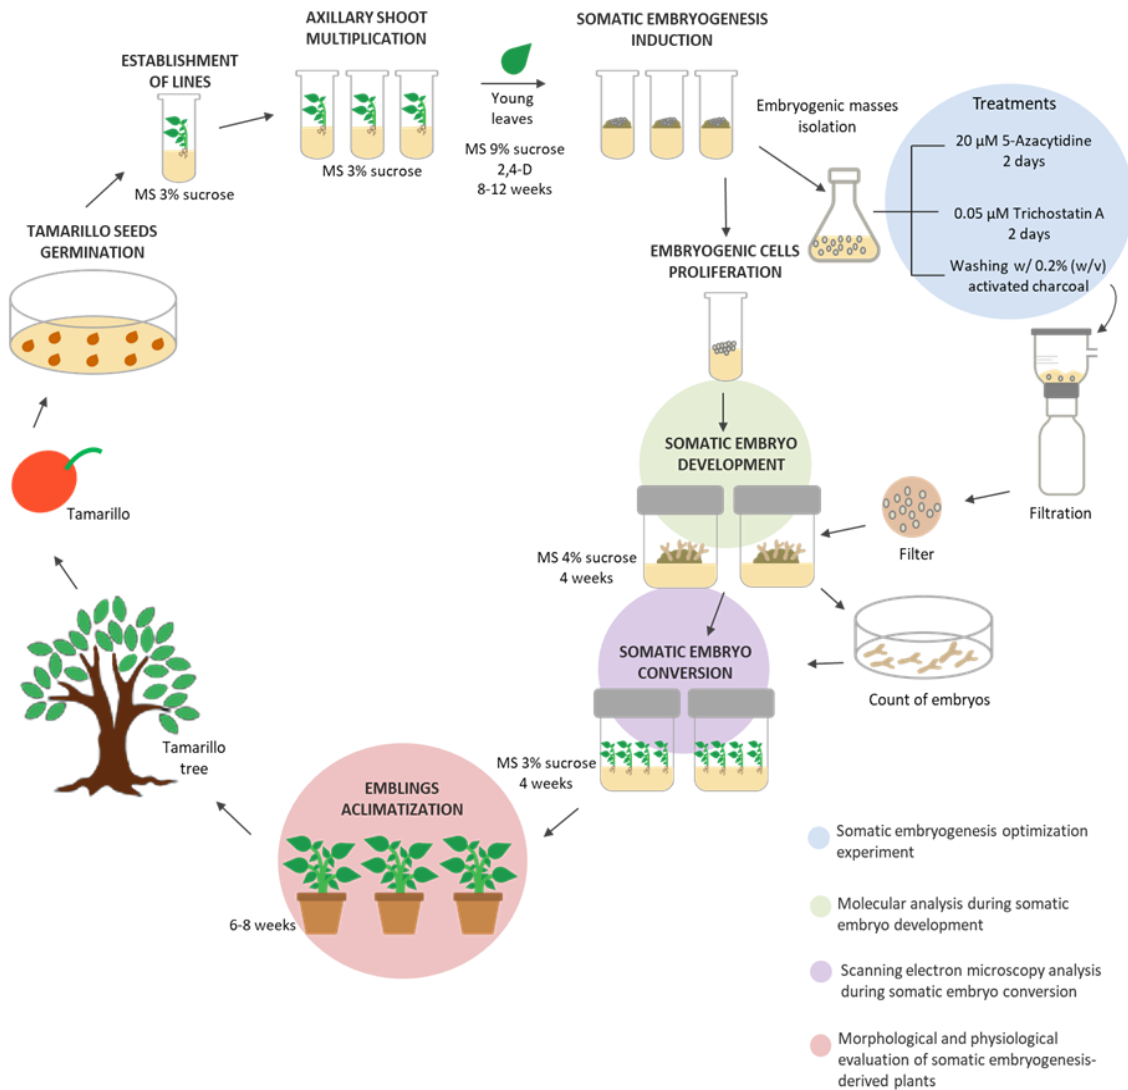 AXILLARY SHOOT
MULTIPLICATION
SOMATIC EMBRYOGENESIS
INDUCTION
ESTABLISHMENT
OF LINES
Young
leaves
MS 9% sucrose
2,4-D
8-12 weeks
MS 3% sucrose
MS 3% sucrose
Embryogenic masses
isolation
Treatments
20 µM 5-Azacytidine
2 days
0.05 µM Trichostatin A
2 days
Washing w/ 0.2% (w/v)
activated charcoal
TAMARILLO SEEDS
GERMINATION
EMBRYOGENIC CELLS
PROLIFERATION
SOMATIC EMBRYO
DEVELOPMENT
Tamarillo
Filtration
Filter
MS 4% sucrose
4 weeks
SOMATIC EMBRYO
CONVERSION
Count of embryos
Tamarillo
tree
MS 3% sucrose
4 weeks
EMBLINGS
ACLIMATIZATION
6-8 weeks
Somatic embryogenesis optimization
experiment
Molecular analysis during somatic
embryo development
Scanning electron microscopy analysis
during somatic embryo conversion
Morphological and physiological
evaluation of somatic embryogenesis-
derived plants